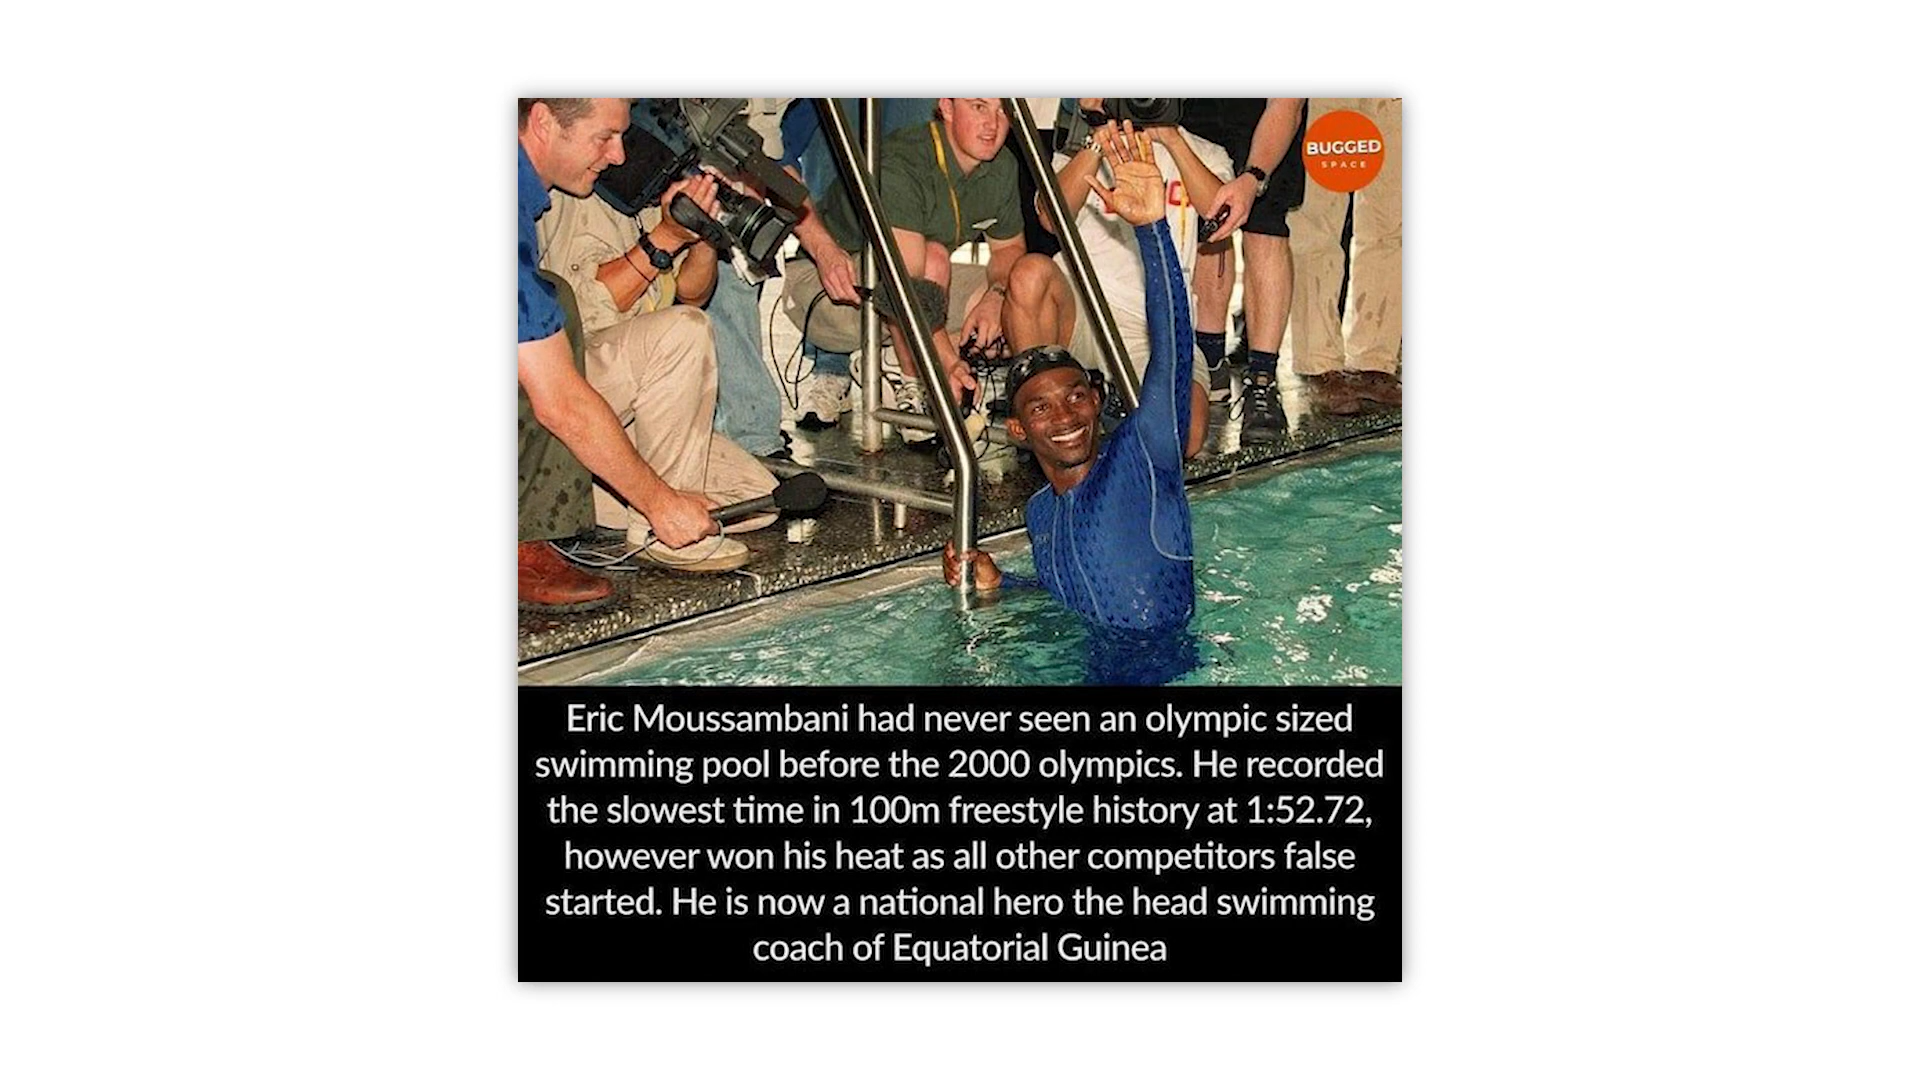 BUGGED
SPACE
Eric Moussambani had never seen an olympic sized
swimming pool before the 2000 olympics. He recorded
the slowest time in 100m freestyle history at 1:52.72,
however won his heat as all other competitors false
started. He is now a national hero the head swimming
coach of Equatorial Guinea